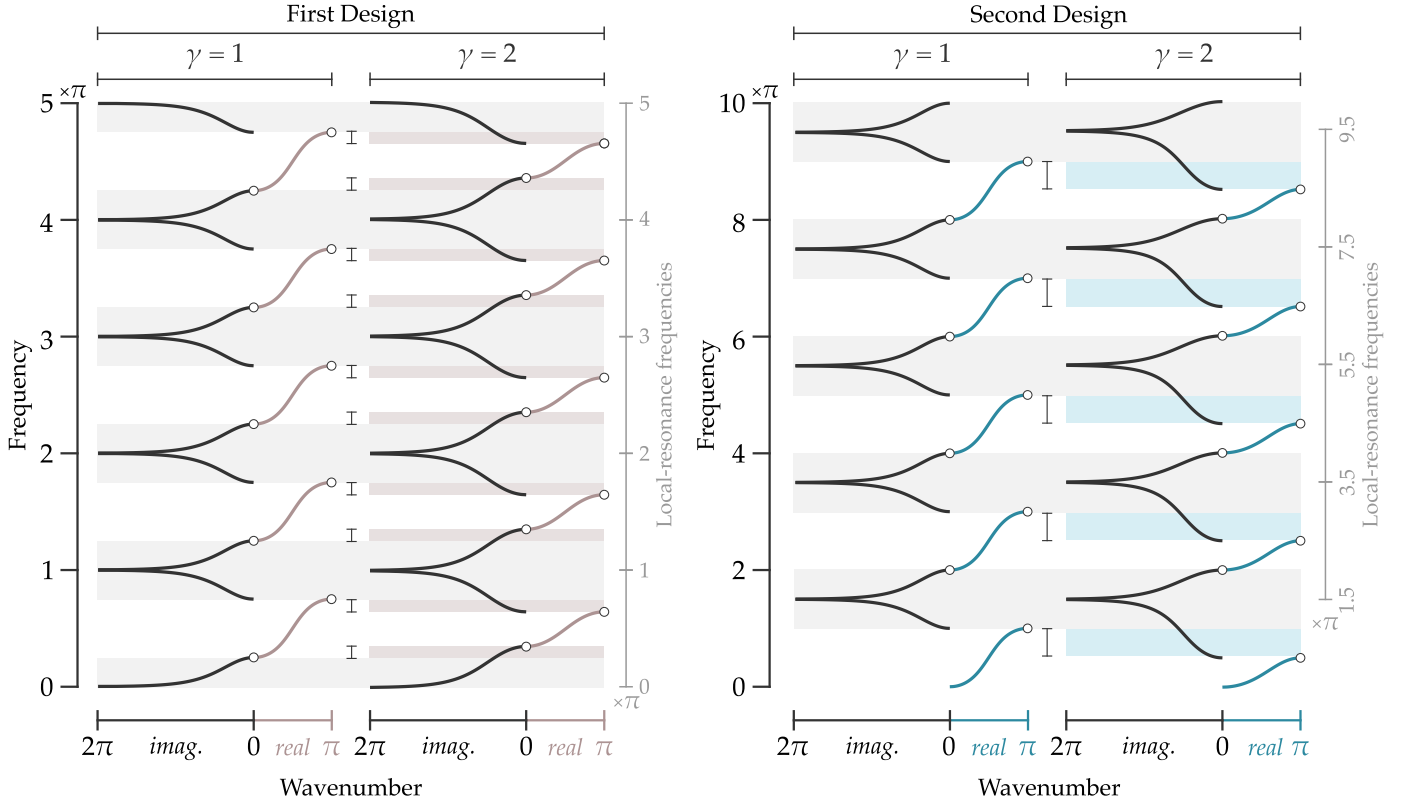 First Design
γ = 1
γ = 2
×π
5
4
3
2
1
0
Frequency
5
4
3
2
1
0
×π
Local-resonance frequencies
2π imag. 0 real π
2π imag. 0 real π
Wavenumber
Second Design
γ = 1
γ = 2
×π
10
8
6
4
2
0
Frequency
9.5
7.5
5.5
3.5
1.5
×π
Local-resonance frequencies
2π imag. 0 real π
2π imag. 0 real π
Wavenumber